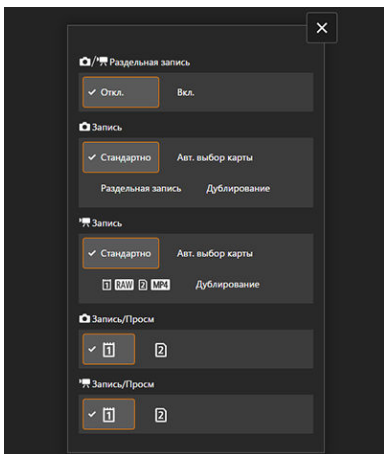 / Раздельная запись
Откл. Вкл.
Запись
Стандартно Авт. выбор карты
Раздельная запись Дублирование
Запись
Стандартно Авт. выбор карты
1 RAW 2 MP4 Дублирование
Запись/Просм
1 2
Запись/Просм
1 2